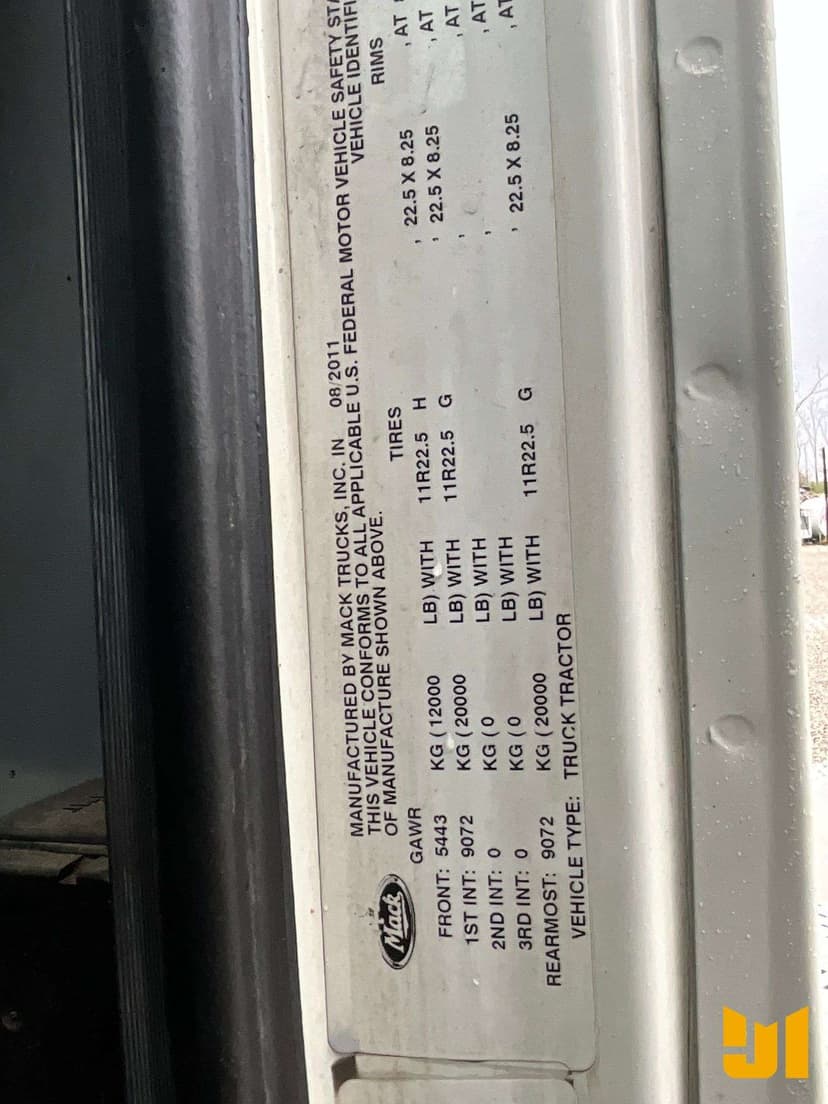 Mack
MANUFACTURED BY MACK TRUCKS, INC. IN 08/2011
THIS VEHICLE CONFORMS TO ALL APPLICABLE U.S. FEDERAL MOTOR VEHICLE SAFETY
OF MANUFACTURE SHOWN ABOVE. VEHICLE
GAWR TIRES RIMS
FRONT: 5443 KG ( 12000 LB) WITH 11R22.5 H , 22.5 X 8.25 , AT
1ST INT: 9072 KG ( 20000 LB) WITH 11R22.5 G , 22.5 X 8.25 , AT
2ND INT: 0 KG ( 0 LB) WITH , , AT
3RD INT: 0 KG ( 0 LB) WITH , , AT
REARMOST: 9072 KG ( 20000 LB) WITH 11R22.5 G , 22.5 X 8.25 , AT
VEHICLE TYPE: TRUCK TRACTOR